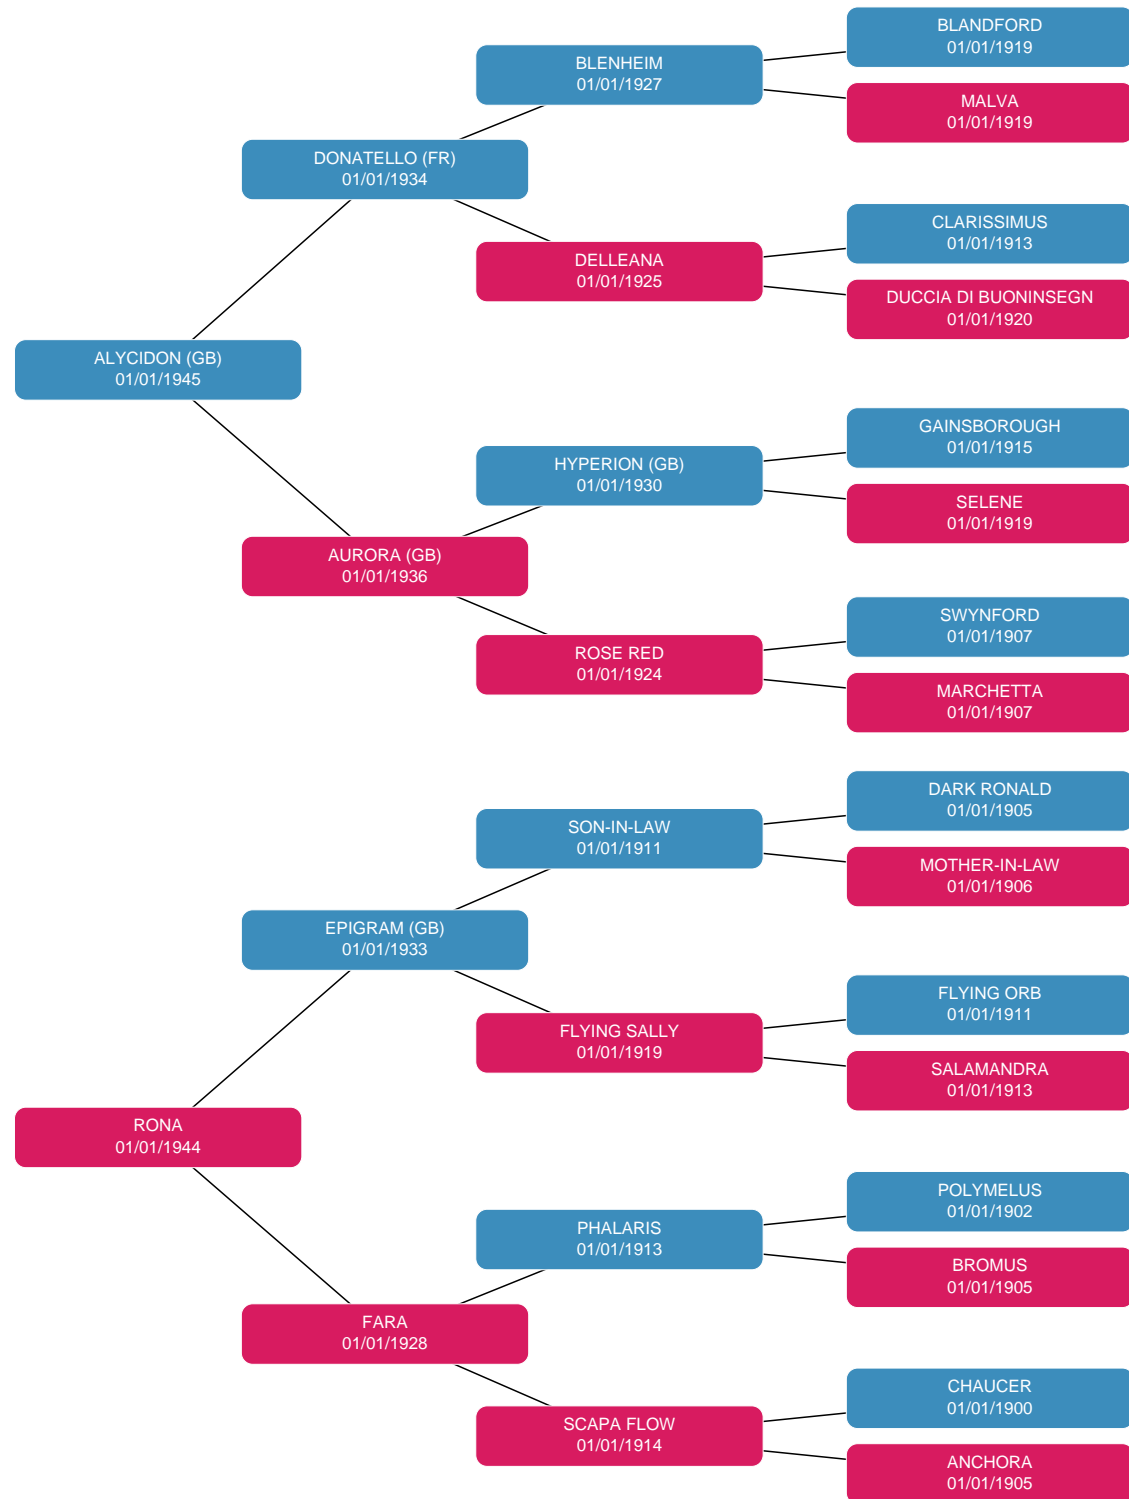 BLANDFORD
01/01/1919
BLENHEIM
01/01/1927
MALVA
01/01/1919
DONATELLO (FR)
01/01/1934
CLARISSIMUS
01/01/1913
DELLEANA
01/01/1925
DUCCIA DI BUONINSEGN
01/01/1920
ALYCIDON (GB)
01/01/1945
GAINSBOROUGH
01/01/1915
HYPERION (GB)
01/01/1930
SELENE
01/01/1919
AURORA (GB)
01/01/1936
SWYNFORD
01/01/1907
ROSE RED
01/01/1924
MARCHETTA
01/01/1907
DARK RONALD
01/01/1905
SON-IN-LAW
01/01/1911
MOTHER-IN-LAW
01/01/1906
EPIGRAM (GB)
01/01/1933
FLYING ORB
01/01/1911
FLYING SALLY
01/01/1919
SALAMANDRA
01/01/1913
RONA
01/01/1944
POLYMELUS
01/01/1902
PHALARIS
01/01/1913
BROMUS
01/01/1905
FARA
01/01/1928
CHAUCER
01/01/1900
SCAPA FLOW
01/01/1914
ANCHORA
01/01/1905